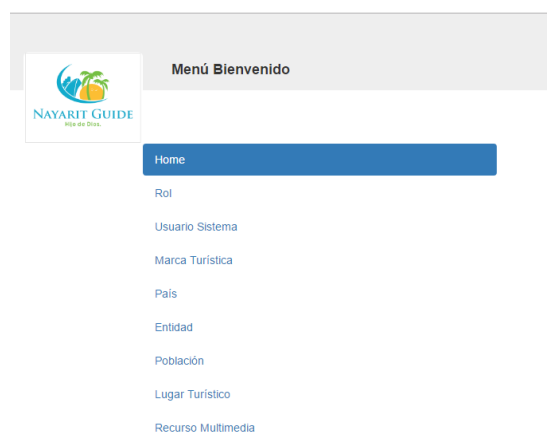 Menú Bienvenido
NAYARIT GUIDE
Hijo de Dios.
Home
Rol
Usuario Sistema
Marca Turística
País
Entidad
Población
Lugar Turístico
Recurso Multimedia